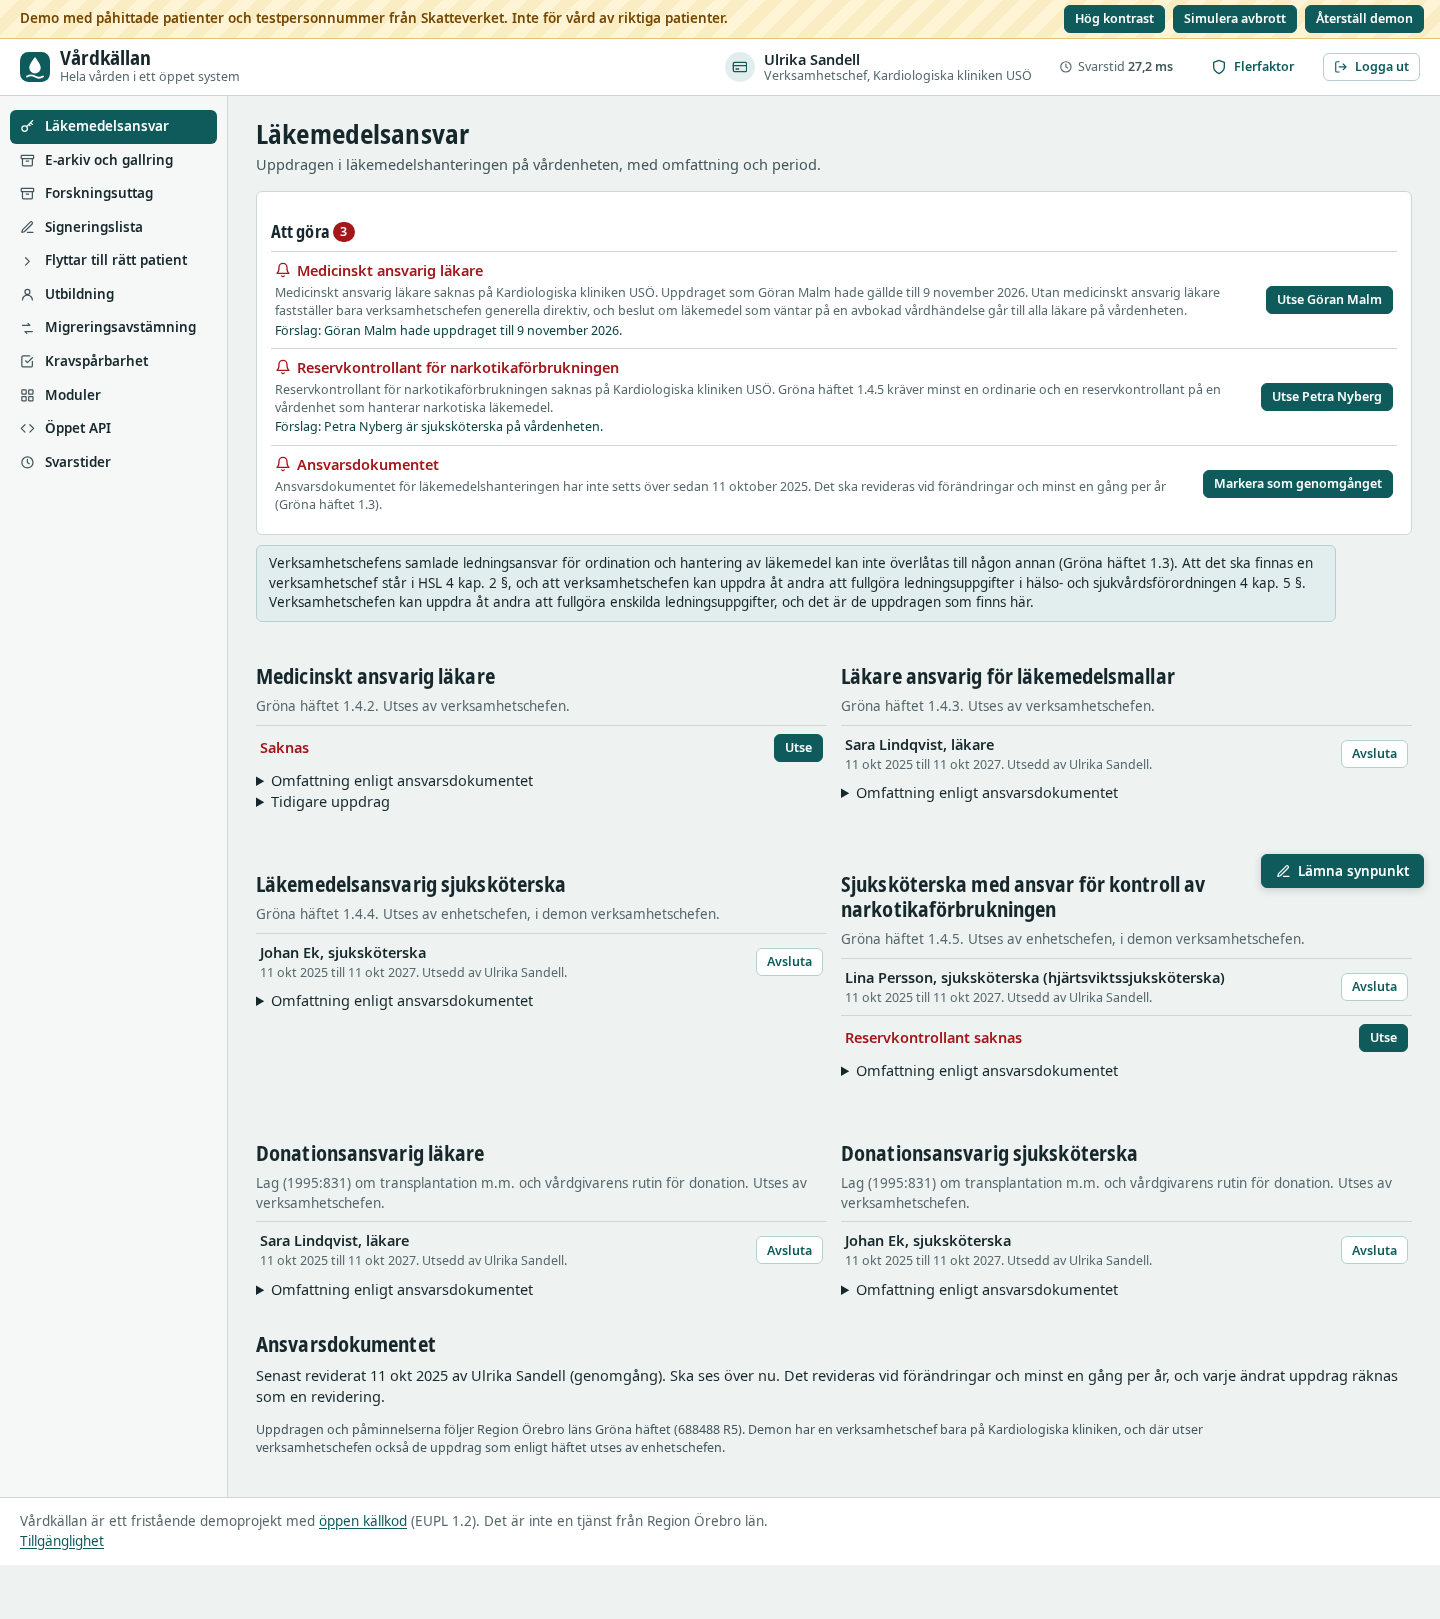 Demo med påhittade patienter och testpersonnummer från Skatteverket. Inte för vård av riktiga patienter.
Hög kontrast
Simulera avbrott
Återställ demon
Vårdkällan
Hela vården i ett öppet system
Ulrika Sandell
Verksamhetschef, Kardiologiska kliniken USÖ
Svarstid 27,2 ms
Flerfaktor
Logga ut
Läkemedelsansvar
E-arkiv och gallring
Forskningsuttag
Signeringslista
Flyttar till rätt patient
Utbildning
Migreringsavstämning
Kravspårbarhet
Moduler
Öppet API
Svarstider
Läkemedelsansvar
Uppdragen i läkemedelshanteringen på vårdenheten, med omfattning och period.
Att göra 3
Medicinskt ansvarig läkare
Medicinskt ansvarig läkare saknas på Kardiologiska kliniken USÖ. Uppdraget som Göran Malm hade gällde till 9 november 2026. Utan medicinskt ansvarig läkare
fastställer bara verksamhetschefen generella direktiv, och beslut om läkemedel som väntar på en avbokad vårdhändelse går till alla läkare på vårdenheten.
Förslag: Göran Malm hade uppdraget till 9 november 2026.
Utse Göran Malm
Reservkontrollant för narkotikaförbrukningen
Reservkontrollant för narkotikaförbrukningen saknas på Kardiologiska kliniken USÖ. Gröna häftet 1.4.5 kräver minst en ordinarie och en reservkontrollant på en
vårdenhet som hanterar narkotiska läkemedel.
Förslag: Petra Nyberg är sjuksköterska på vårdenheten.
Utse Petra Nyberg
Ansvarsdokumentet
Ansvarsdokumentet för läkemedelshanteringen har inte setts över sedan 11 oktober 2025. Det ska revideras vid förändringar och minst en gång per år
(Gröna häftet 1.3).
Markera som genomgånget
Verksamhetschefens samlade ledningsansvar för ordination och hantering av läkemedel kan inte överlåtas till någon annan (Gröna häftet 1.3). Att det ska finnas en
verksamhetschef står i HSL 4 kap. 2 §, och att verksamhetschefen kan uppdra åt andra att fullgöra ledningsuppgifter i hälso- och sjukvårdsförordningen 4 kap. 5 §.
Verksamhetschefen kan uppdra åt andra att fullgöra enskilda ledningsuppgifter, och det är de uppdragen som finns här.
Medicinskt ansvarig läkare
Gröna häftet 1.4.2. Utses av verksamhetschefen.
Saknas
Utse
Omfattning enligt ansvarsdokumentet
Tidigare uppdrag
Läkare ansvarig för läkemedelsmallar
Gröna häftet 1.4.3. Utses av verksamhetschefen.
Sara Lindqvist, läkare
11 okt 2025 till 11 okt 2027. Utsedd av Ulrika Sandell.
Avsluta
Omfattning enligt ansvarsdokumentet
Lämna synpunkt
Läkemedelsansvarig sjuksköterska
Gröna häftet 1.4.4. Utses av enhetschefen, i demon verksamhetschefen.
Johan Ek, sjuksköterska
11 okt 2025 till 11 okt 2027. Utsedd av Ulrika Sandell.
Avsluta
Omfattning enligt ansvarsdokumentet
Sjuksköterska med ansvar för kontroll av
narkotikaförbrukningen
Gröna häftet 1.4.5. Utses av enhetschefen, i demon verksamhetschefen.
Lina Persson, sjuksköterska (hjärtsviktssjuksköterska)
11 okt 2025 till 11 okt 2027. Utsedd av Ulrika Sandell.
Avsluta
Reservkontrollant saknas
Utse
Omfattning enligt ansvarsdokumentet
Donationsansvarig läkare
Lag (1995:831) om transplantation m.m. och vårdgivarens rutin för donation. Utses av
verksamhetschefen.
Sara Lindqvist, läkare
11 okt 2025 till 11 okt 2027. Utsedd av Ulrika Sandell.
Avsluta
Omfattning enligt ansvarsdokumentet
Donationsansvarig sjuksköterska
Lag (1995:831) om transplantation m.m. och vårdgivarens rutin för donation. Utses av
verksamhetschefen.
Johan Ek, sjuksköterska
11 okt 2025 till 11 okt 2027. Utsedd av Ulrika Sandell.
Avsluta
Omfattning enligt ansvarsdokumentet
Ansvarsdokumentet
Senast reviderat 11 okt 2025 av Ulrika Sandell (genomgång). Ska ses över nu. Det revideras vid förändringar och minst en gång per år, och varje ändrat uppdrag räknas
som en revidering.
Uppdragen och påminnelserna följer Region Örebro läns Gröna häftet (688488 R5). Demon har en verksamhetschef bara på Kardiologiska kliniken, och där utser
verksamhetschefen också de uppdrag som enligt häftet utses av enhetschefen.
Vårdkällan är ett fristående demoprojekt med öppen källkod (EUPL 1.2). Det är inte en tjänst från Region Örebro län.
Tillgänglighet